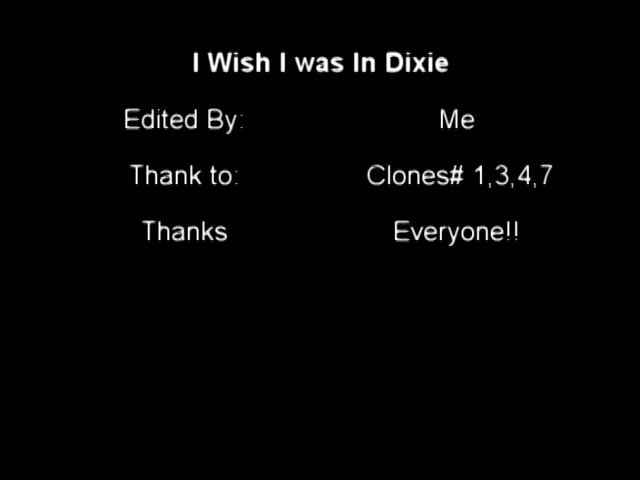 I Wish I was In Dixie
Edited By: Me
Thank to: Clones# 1,3,4,7
Thanks Everyone!!